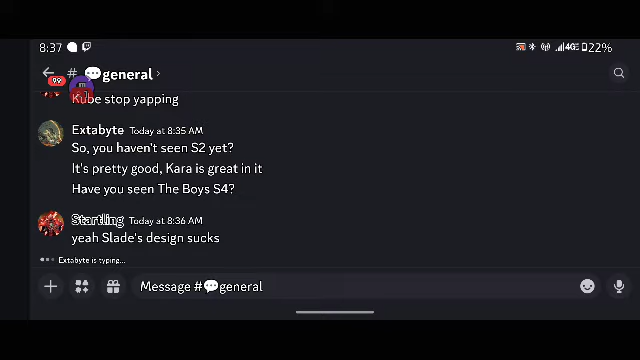 8:37 4G 22%
# 💬general ›
99
Kube stop yapping
Extabyte Today at 8:35 AM
So, you haven't seen S2 yet?
It's pretty good, Kara is great in it
Have you seen The Boys S4?
Startling Today at 8:36 AM
yeah Slade's design sucks
Extabyte is typing...
Message #💬general